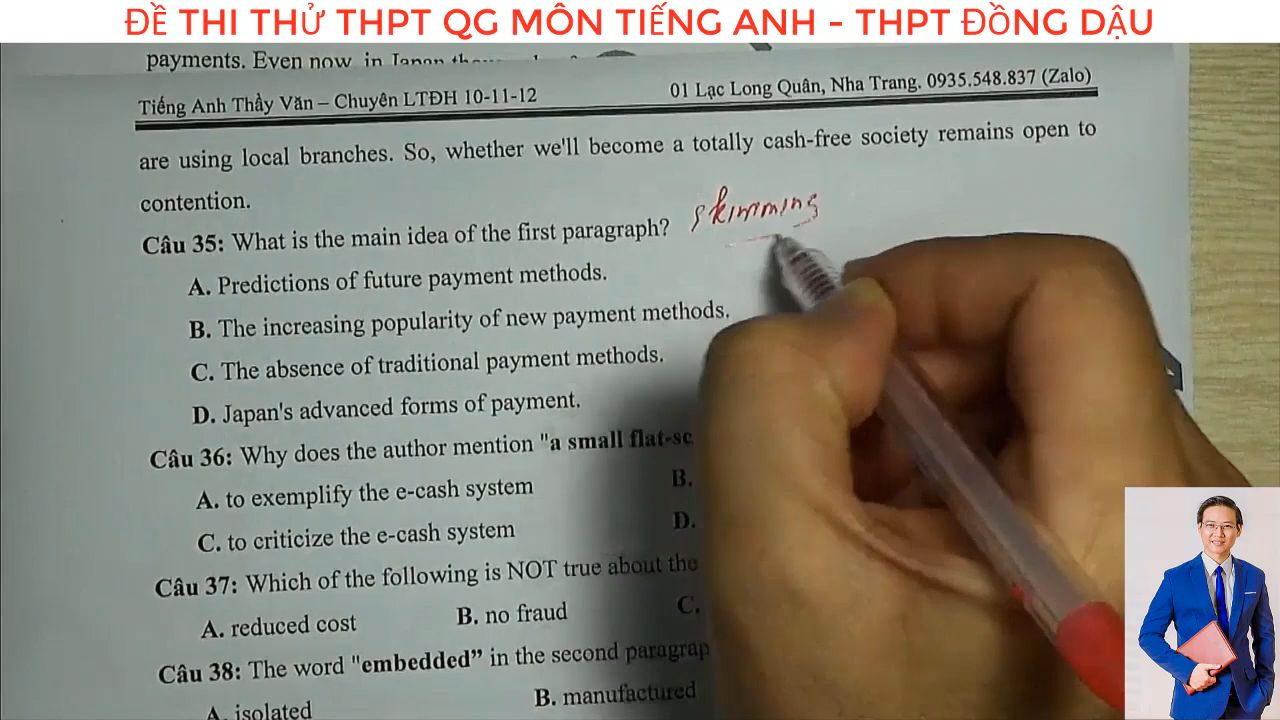 ĐỀ THI THỬ THPT QG MÔN TIẾNG ANH - THPT ĐỒNG DẬU
payments. Even now, in Japan
Tiếng Anh Thầy Văn – Chuyên LTĐH 10-11-12
01 Lạc Long Quân, Nha Trang. 0935.548.837 (Zalo)
are using local branches. So, whether we'll become a totally cash-free society remains open to
contention.
skimming
Câu 35: What is the main idea of the first paragraph?
A. Predictions of future payment methods.
B. The increasing popularity of new payment methods.
C. The absence of traditional payment methods.
D. Japan's advanced forms of payment.
Câu 36: Why does the author mention "a small flat-sc
A. to exemplify the e-cash system
B.
C. to criticize the e-cash system
D.
Câu 37: Which of the following is NOT true about the
A. reduced cost
B. no fraud
C.
Câu 38: The word "embedded” in the second paragrap
A. isolated
B. manufactured